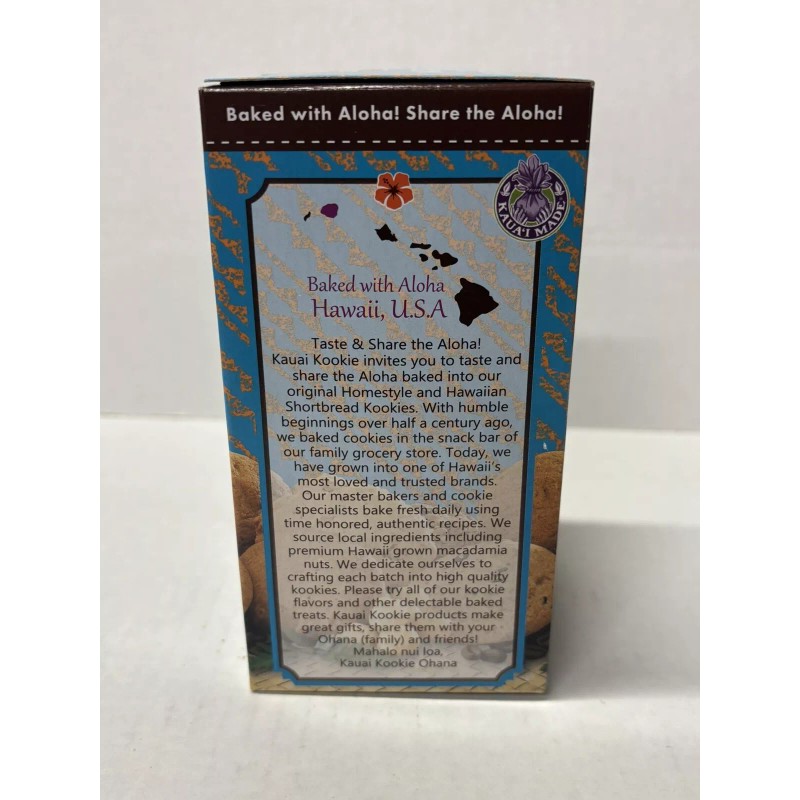 Baked with Aloha! Share the Aloha!
KAUA'I MADE
Baked with Aloha
Hawaii, U.S.A
Taste & Share the Aloha!
Kauai Kookie invites you to taste and
share the Aloha baked into our
original Homestyle and Hawaiian
Shortbread Kookies. With humble
beginnings over half a century ago,
we baked cookies in the snack bar of
our family grocery store. Today, we
have grown into one of Hawaii's
most loved and trusted brands.
Our master bakers and cookie
specialists bake fresh daily using
time honored, authentic recipes. We
source local ingredients including
premium Hawaii grown macadamia
nuts. We dedicate ourselves to
crafting each batch into high quality
kookies. Please try all of our kookie
flavors and other delectable baked
treats. Kauai Kookie products make
great gifts, share them with your
Ohana (family) and friends!
Mahalo nui loa,
Kauai Kookie Ohana